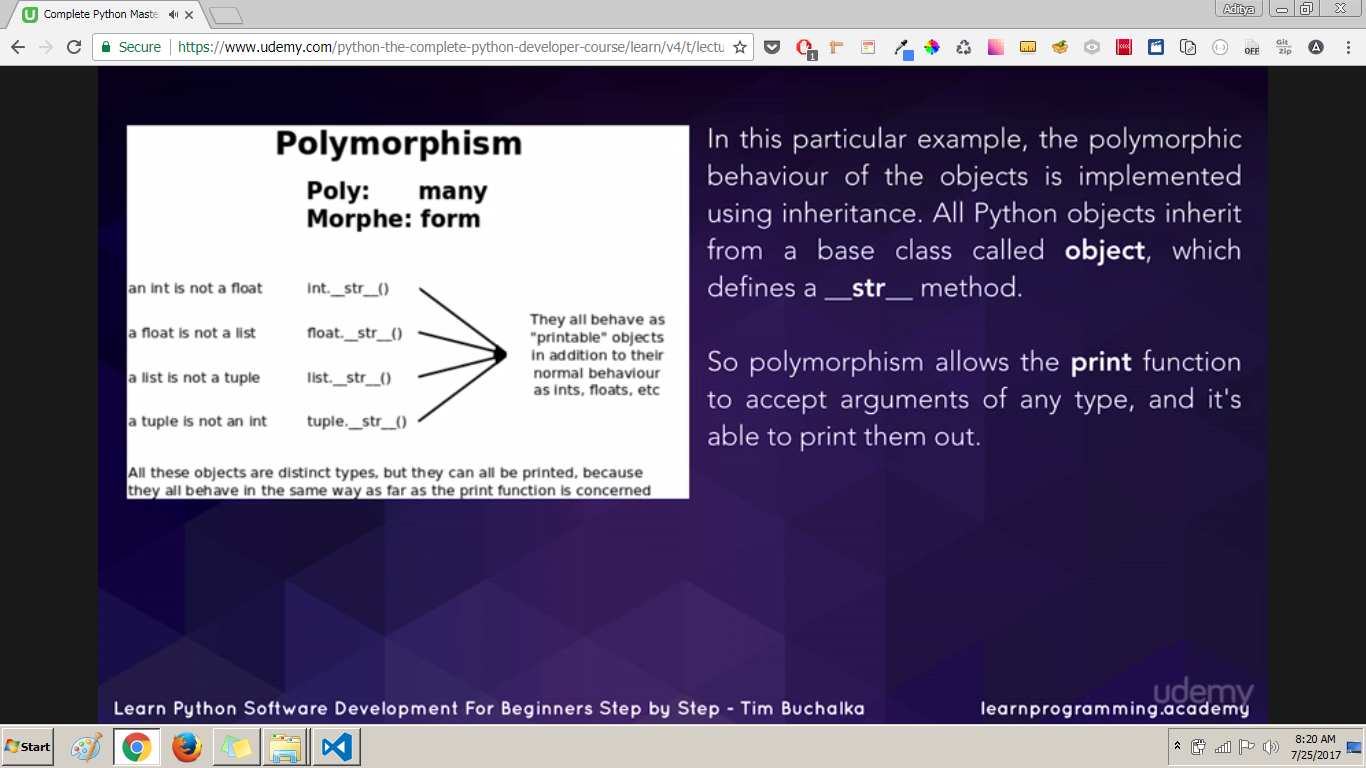 Complete Python Maste
Aditya
Secure
https://www.udemy.com/python-the-complete-python-developer-course/learn/v4/t/lectu
1
OFF
Git
Zip
A
Polymorphism
Poly: many
Morphe: form
an int is not a float int.__str__()
a float is not a list float.__str__()
a list is not a tuple list.__str__()
a tuple is not an int tuple.__str__()
They all behave as
"printable" objects
in addition to their
normal behaviour
as ints, floats, etc
All these objects are distinct types, but they can all be printed, because
they all behave in the same way as far as the print function is concerned
In this particular example, the polymorphic
behaviour of the objects is implemented
using inheritance. All Python objects inherit
from a base class called object, which
defines a __str__ method.
So polymorphism allows the print function
to accept arguments of any type, and it's
able to print them out.
udemy
Learn Python Software Development For Beginners Step by Step - Tim Buchalka
learnprogramming.academy
Start
8:20 AM
7/25/2017